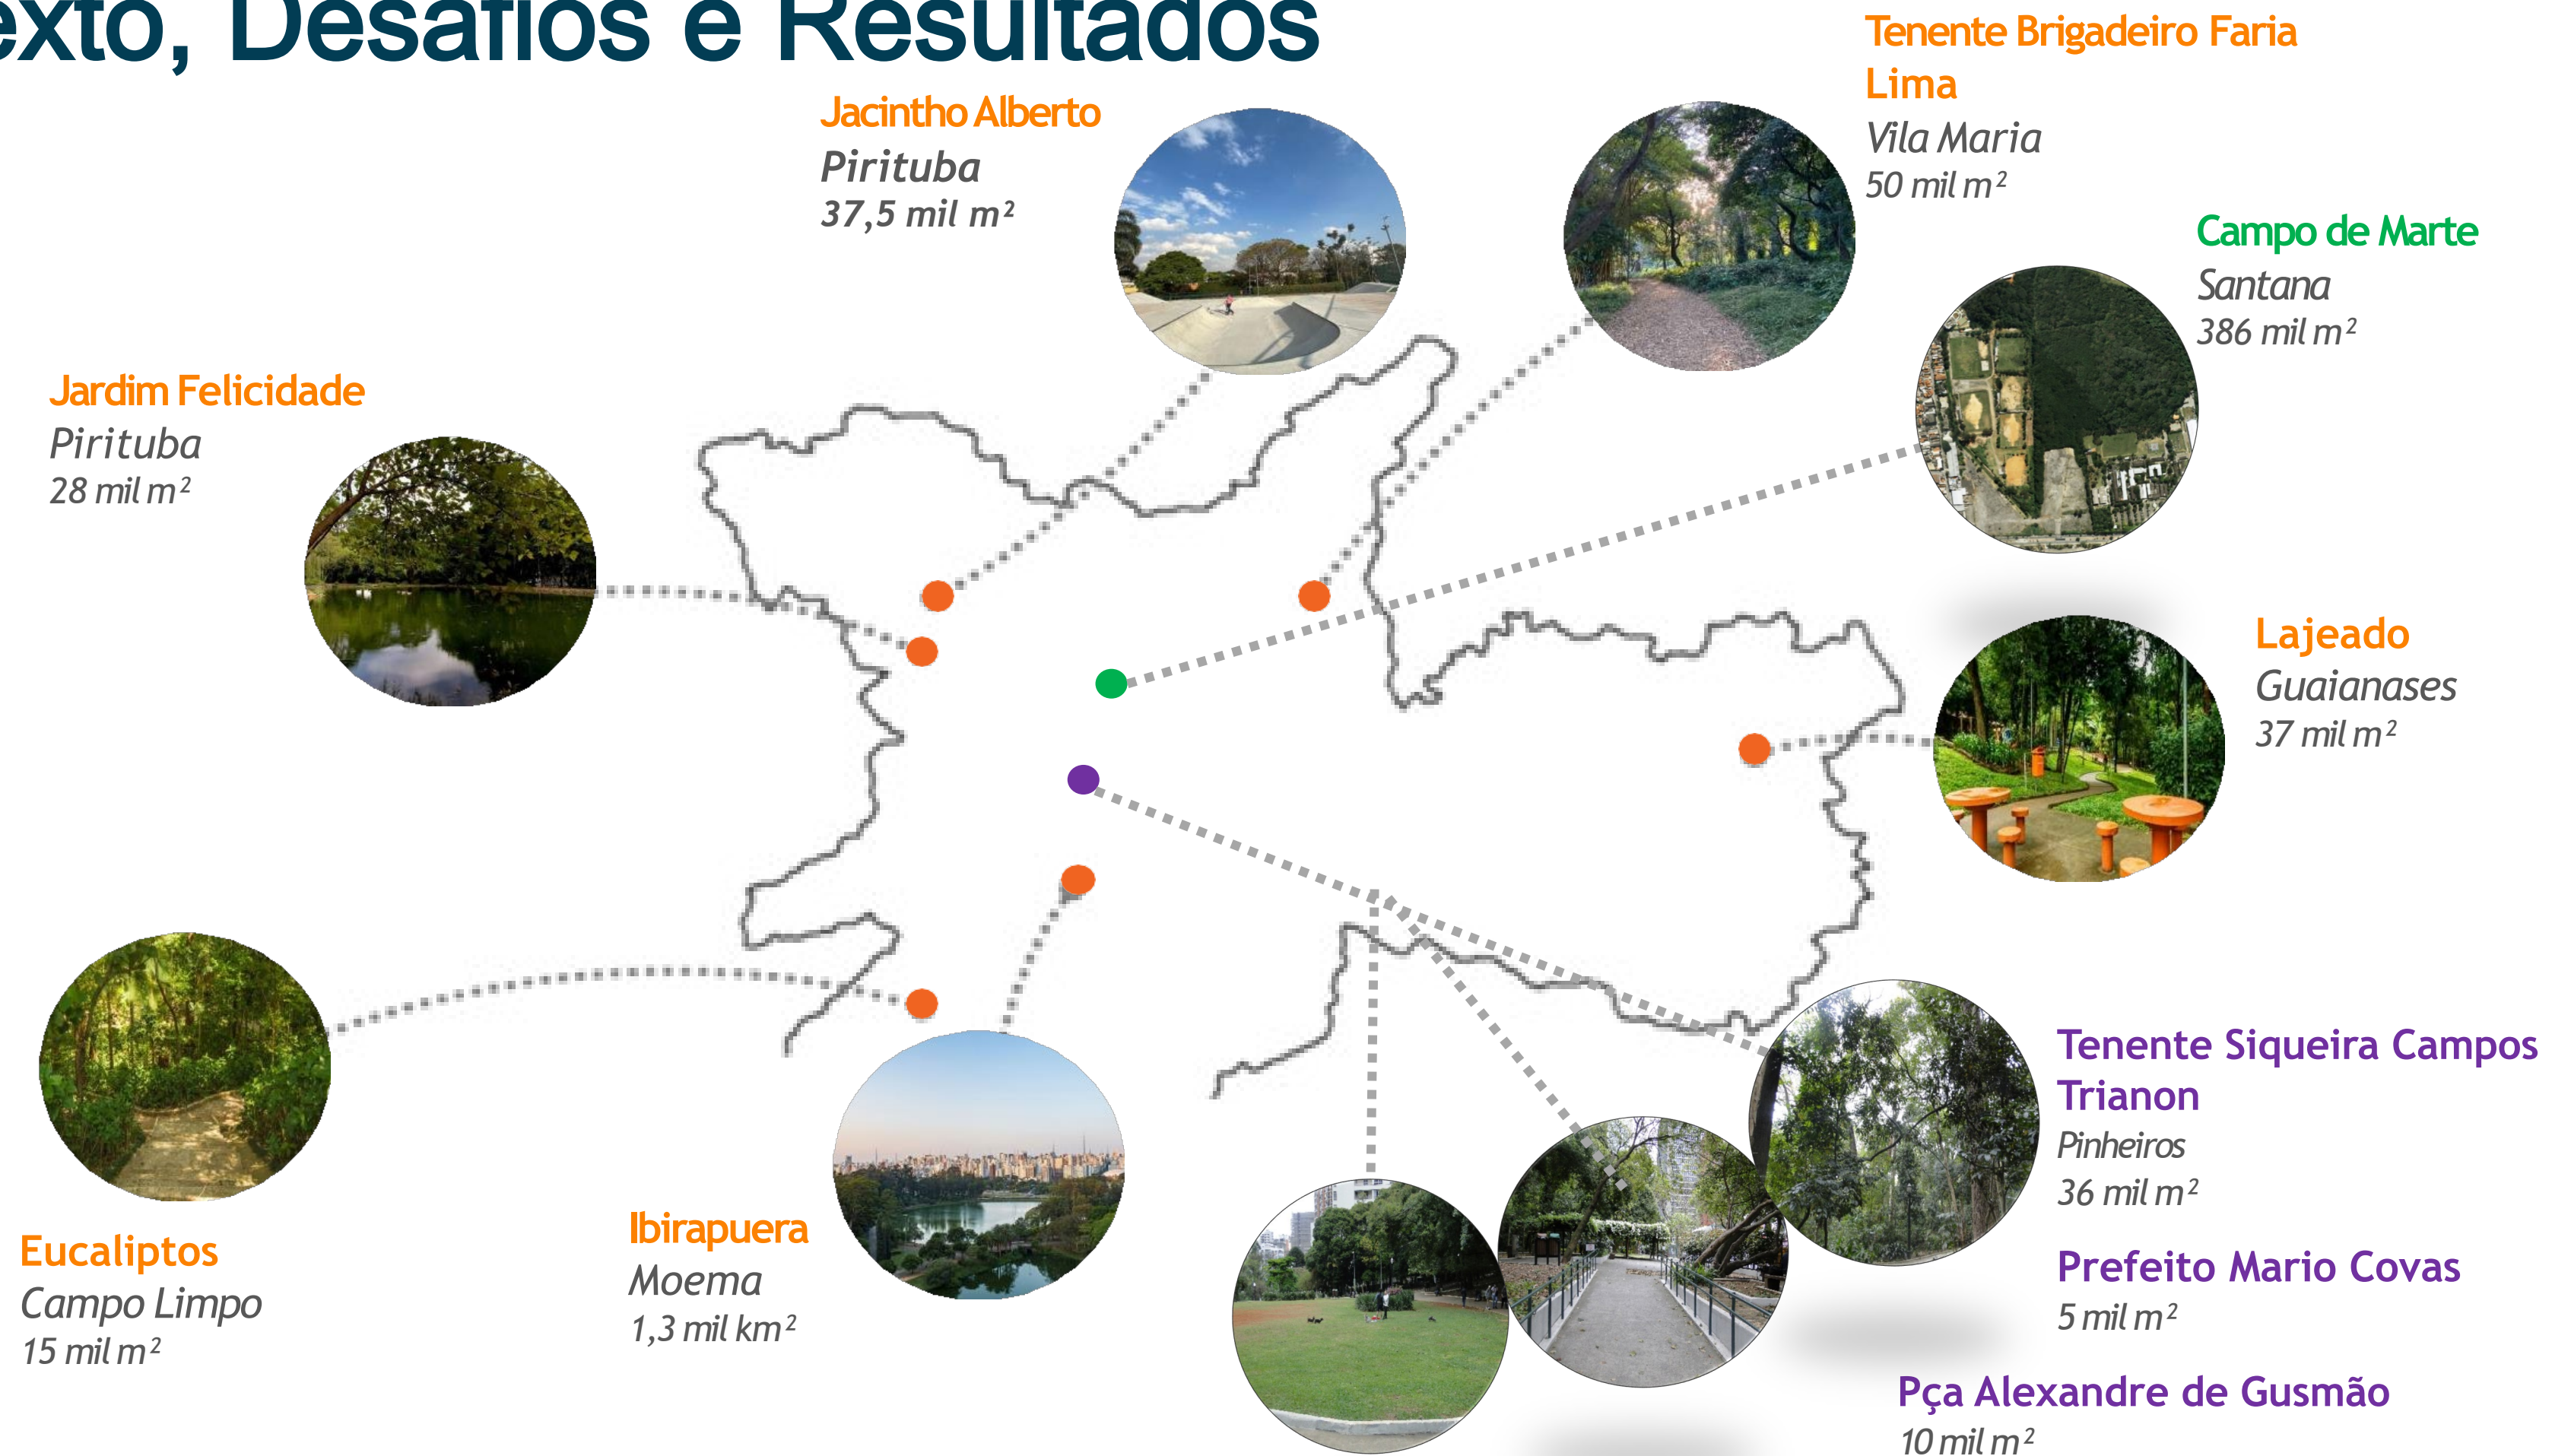 exto, Desafios e Resultados
Tenente Brigadeiro Faria
Lima
Vila Maria
50 mil m²
Jacintho Alberto
Pirituba
37,5 mil m²
Campo de Marte
Santana
386 mil m²
Jardim Felicidade
Pirituba
28 mil m²
Lajeado
Guaianases
37 mil m²
Tenente Siqueira Campos
Trianon
Pinheiros
36 mil m²
Eucaliptos
Campo Limpo
15 mil m²
Ibirapuera
Moema
1,3 mil km²
Prefeito Mario Covas
5 mil m²
Pça Alexandre de Gusmão
10 mil m²